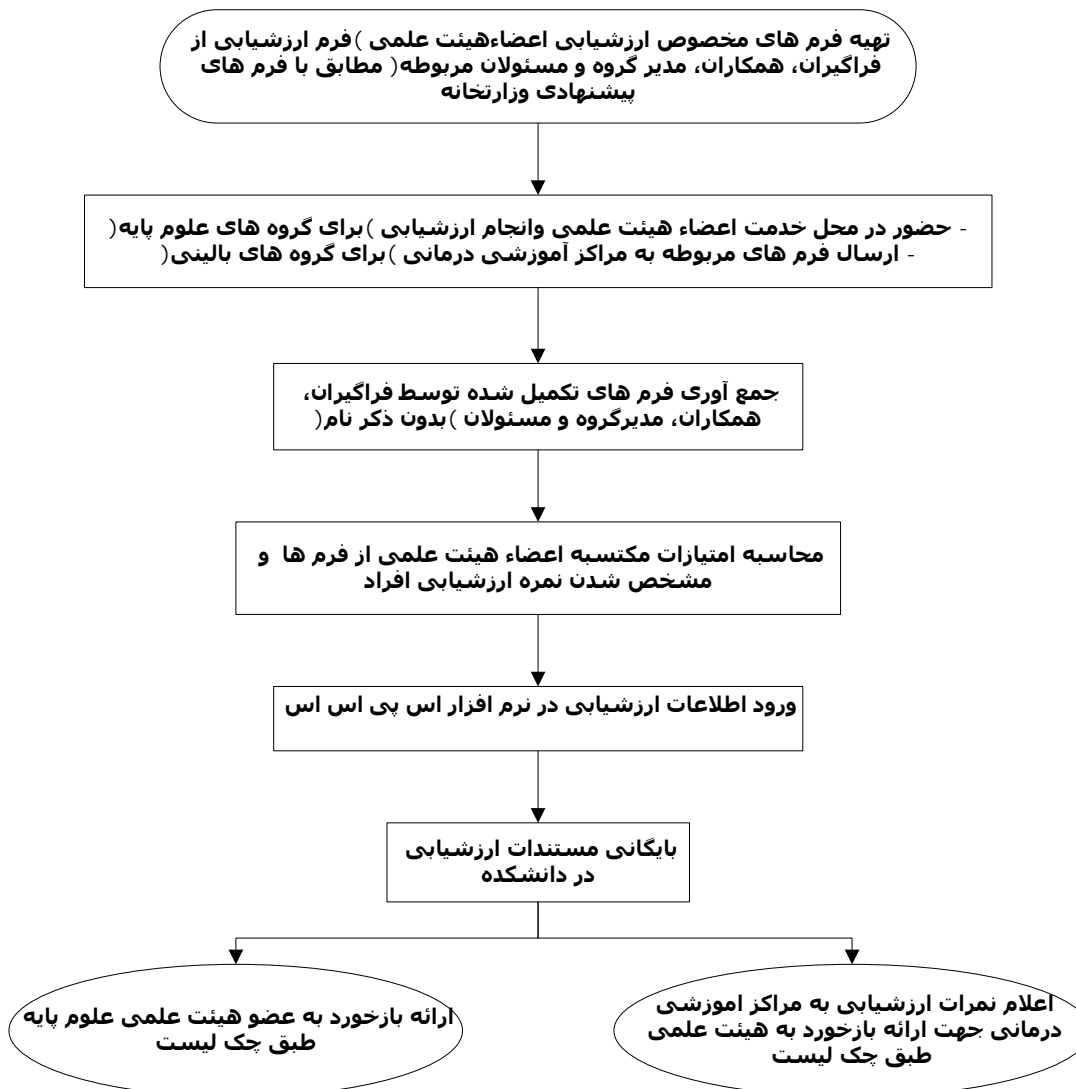 تهیه فرم های مخصوص ارزشیابی اعضاءهیئت علمی )فرم ارزشیابی از
فراگیران، همکاران، مدیر گروه و مسئولان مربوطه( مطابق با فرم های
پیشنهادی وزارتخانه
- حضور در محل خدمت اعضاء هیئت علمی وانجام ارزشیابی )برای گروه های علوم پایه(
- ارسال فرم های مربوطه به مراکز آموزشی درمانی )برای گروه های بالینی(
جمع آوری فرم های تکمیل شده توسط فراگیران،
همکاران، مدیرگروه و مسئولان )بدون ذکر نام(
محاسبه امتیازات مکتسبه اعضاء هیئت علمی از فرم ها و
مشخص شدن نمره ارزشیابی افراد
ورود اطلاعات ارزشیابی در نرم افزار اس پی اس اس
بایگانی مستندات ارزشیابی
در دانشکده
اعلام نمرات ارزشیابی به مراکز اموزشی
درمانی جهت ارائه بازخورد به هیئت علمی
طبق چک لیست
ارائه بازخورد به عضو هیئت علمی علوم پایه
طبق چک لیست